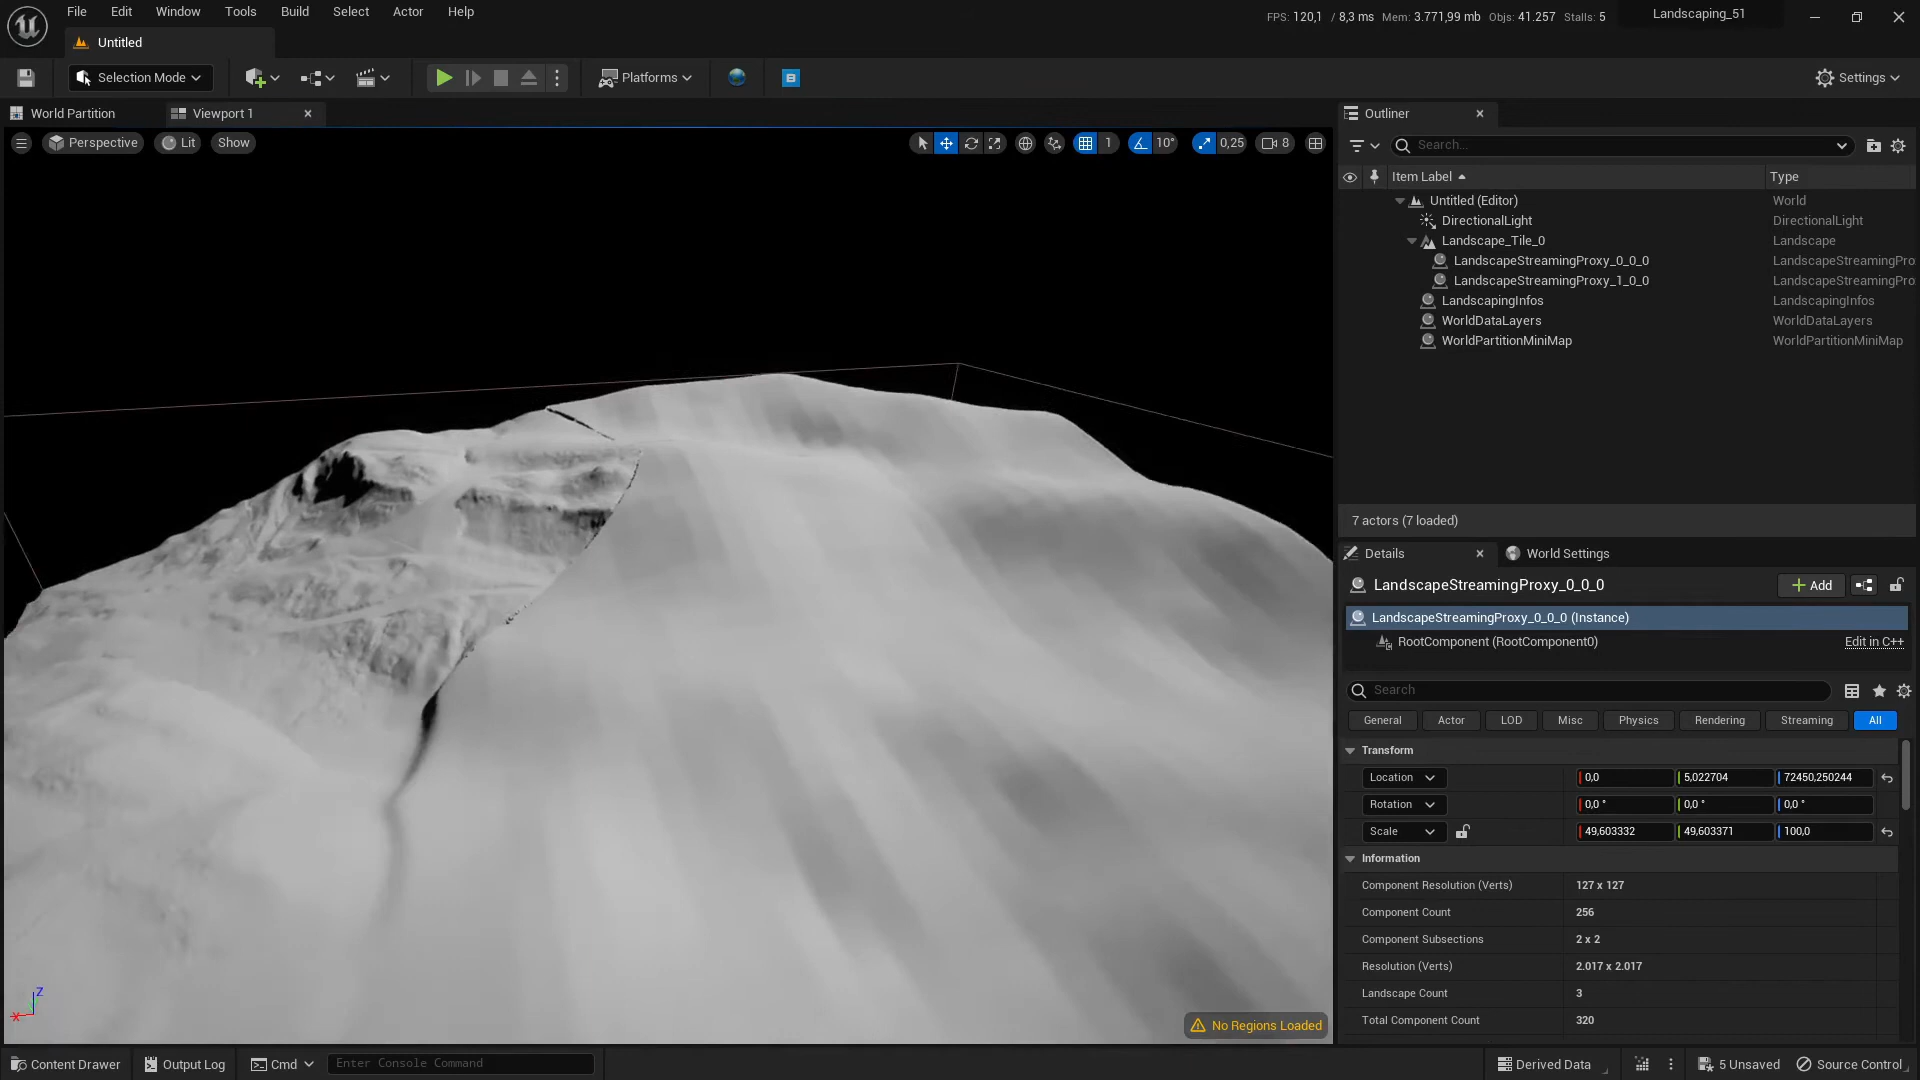 File Edit Window Tools Build Select Actor Help
FPS: 120,1 / 8,3 ms Mem: 3.771,99 mb Objs: 41.257 Stalls: 5
Landscaping_51
Untitled
Selection Mode
Platforms
Settings
World Partition
Viewport 1
Perspective
Lit
Show
1
10°
0,25
8
Outliner
Search...
Item Label
Type
Untitled (Editor)
World
DirectionalLight
DirectionalLight
Landscape_Tile_0
Landscape
LandscapeStreamingProxy_0_0_0
LandscapeStreamingPro
LandscapeStreamingProxy_1_0_0
LandscapeStreamingPro
LandscapingInfos
LandscapingInfos
WorldDataLayers
WorldDataLayers
WorldPartitionMiniMap
WorldPartitionMiniMap
7 actors (7 loaded)
Details
World Settings
LandscapeStreamingProxy_0_0_0
Add
LandscapeStreamingProxy_0_0_0 (Instance)
RootComponent (RootComponent0)
Edit in C++
Search
General
Actor
LOD
Misc
Physics
Rendering
Streaming
All
Transform
Location
0,0
5,022704
72450,250244
Rotation
0,0 °
0,0 °
0,0 °
Scale
49,603332
49,603371
100,0
Information
Component Resolution (Verts)
127 x 127
Component Count
256
Component Subsections
2 x 2
Resolution (Verts)
2.017 x 2.017
Landscape Count
3
Total Component Count
320
Z
X
No Regions Loaded
Content Drawer
Output Log
Cmd
Enter Console Command
Derived Data
5 Unsaved
Source Control